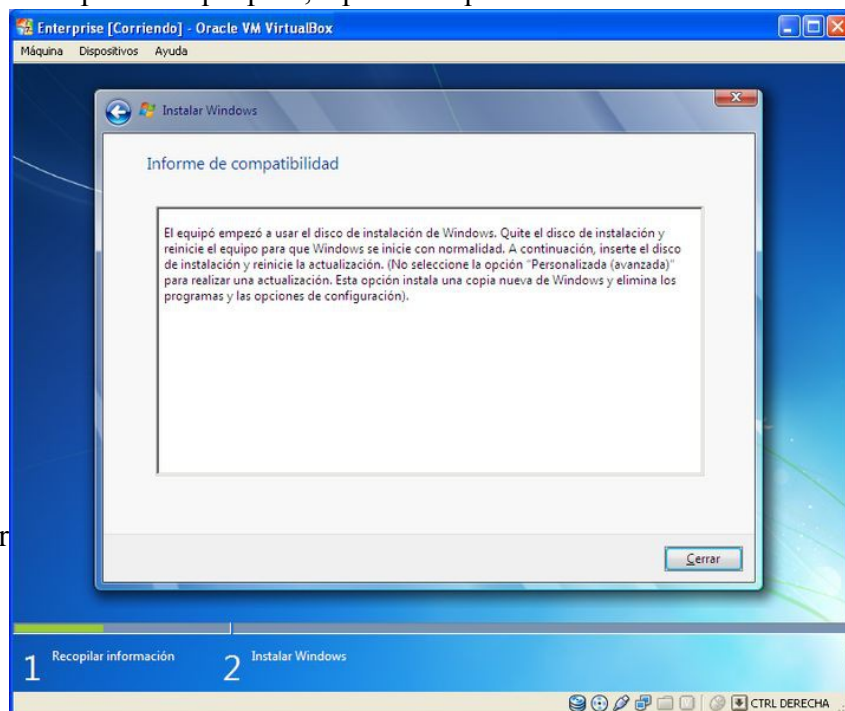 Enterprise [Corriendo] - Oracle VM VirtualBox
Máquina Dispositivos Ayuda
Instalar Windows
Informe de compatibilidad
El equipó empezó a usar el disco de instalación de Windows. Quite el disco de instalación y
reinicie el equipo para que Windows se inicie con normalidad. A continuación, inserte el disco
de instalación y reinicie la actualización. (No seleccione la opción "Personalizada (avanzada)"
para realizar una actualización. Esta opción instala una copia nueva de Windows y elimina los
programas y las opciones de configuración).
r
Cerrar
1 Recopilar información 2 Instalar Windows
CTRL DERECHA